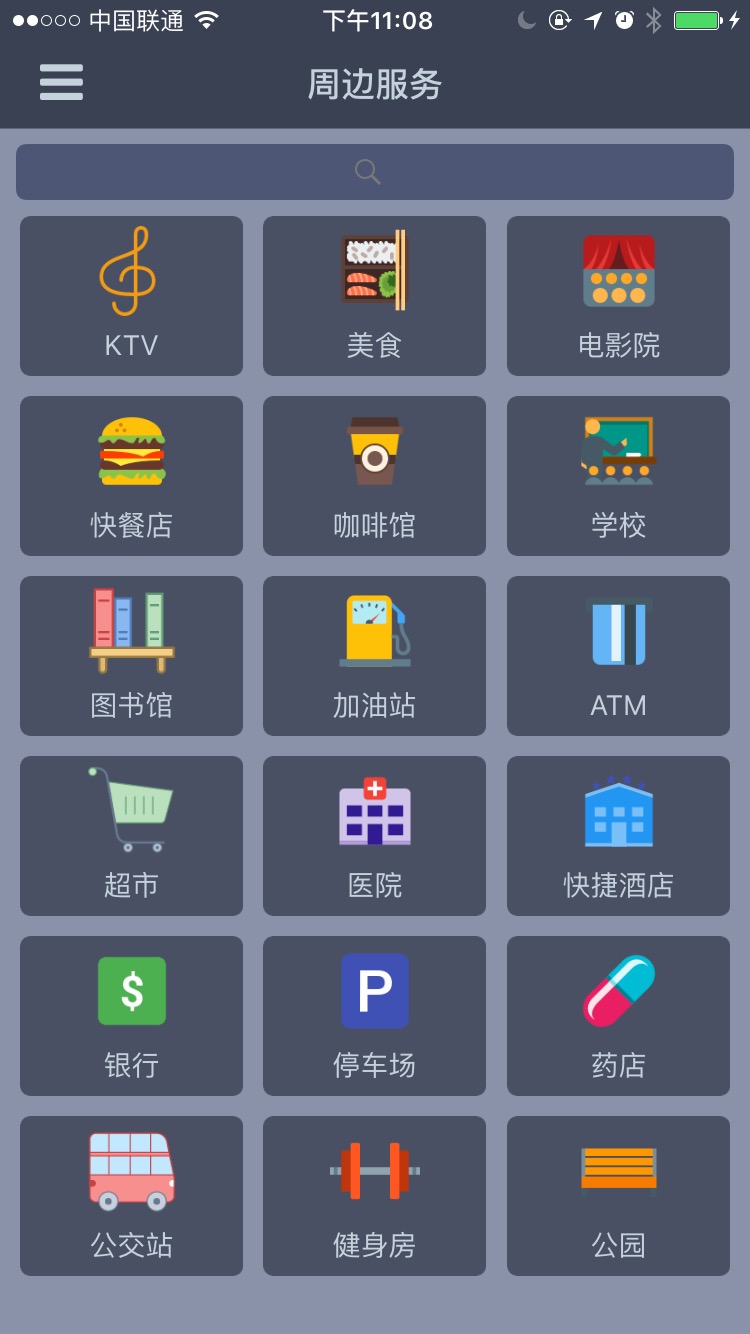 中国联通 下午11:08
周边服务
KTV 美食 电影院
快餐店 咖啡馆 学校
图书馆 加油站 ATM
超市 医院 快捷酒店
$ P
银行 停车场 药店
公交站 健身房 公园